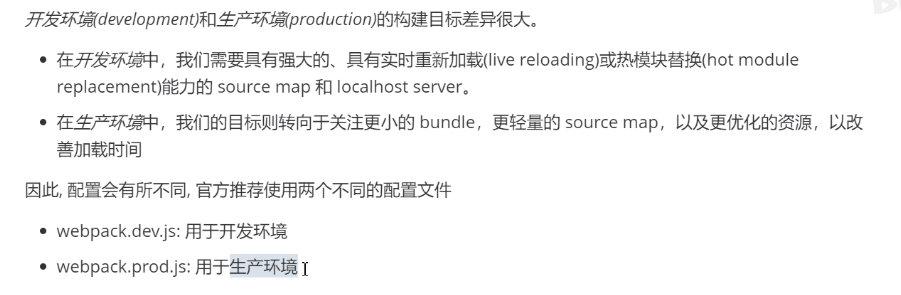 开发环境(development)和生产环境(production)的构建目标差异很大。
在开发环境中，我们需要具有强大的、具有实时重新加载(live reloading)或热模块替换(hot module
replacement)能力的 source map 和 localhost server。
在生产环境中，我们的目标则转向于关注更小的 bundle，更轻量的 source map，以及更优化的资源，以改
善加载时间
因此, 配置会有所不同, 官方推荐使用两个不同的配置文件
webpack.dev.js: 用于开发环境
webpack.prod.js: 用于生产环境